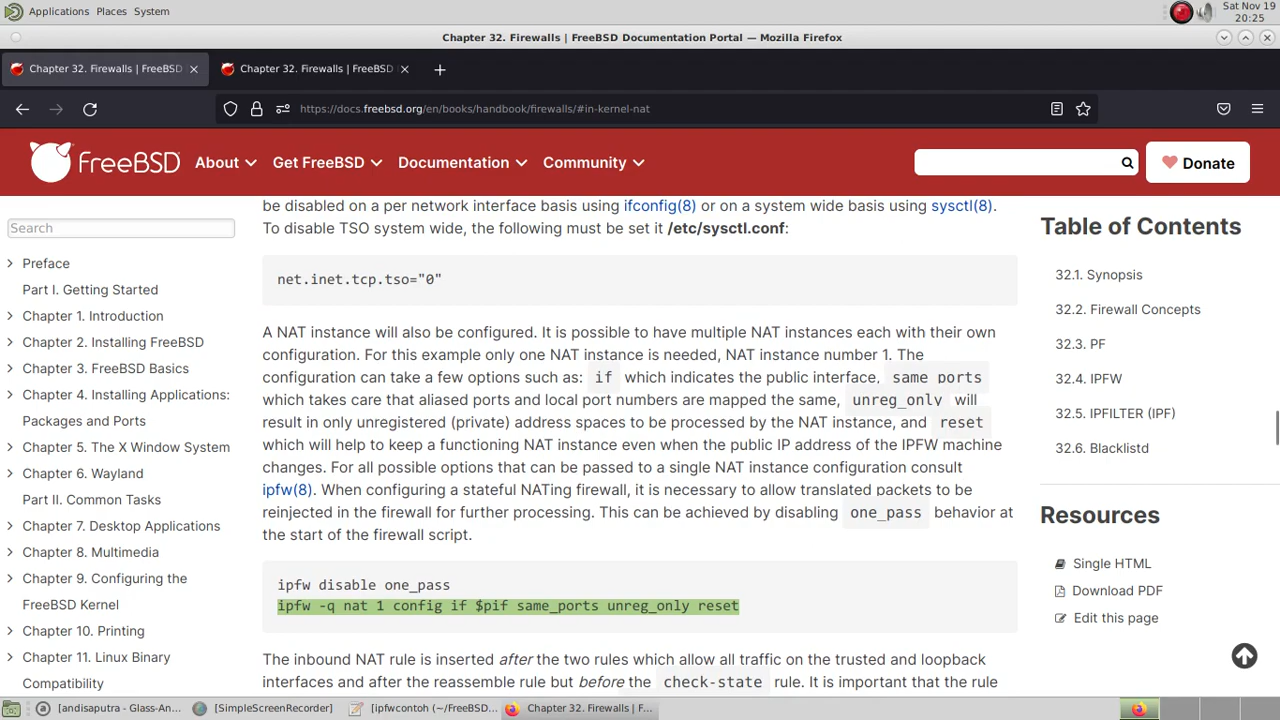 Applications Places System
Sat Nov 19
20:25
Chapter 32. Firewalls | FreeBSD Documentation Portal — Mozilla Firefox
Chapter 32. Firewalls | FreeBSD
Chapter 32. Firewalls | FreeBSD
https://docs.freebsd.org/en/books/handbook/firewalls/#in-kernel-nat
FreeBSD
About
Get FreeBSD
Documentation
Community
Donate
Search
Preface
Part I. Getting Started
Chapter 1. Introduction
Chapter 2. Installing FreeBSD
Chapter 3. FreeBSD Basics
Chapter 4. Installing Applications:
Packages and Ports
Chapter 5. The X Window System
Chapter 6. Wayland
Part II. Common Tasks
Chapter 7. Desktop Applications
Chapter 8. Multimedia
Chapter 9. Configuring the
FreeBSD Kernel
Chapter 10. Printing
Chapter 11. Linux Binary
Compatibility
be disabled on a per network interface basis using ifconfig(8) or on a system wide basis using sysctl(8).
To disable TSO system wide, the following must be set it /etc/sysctl.conf:
net.inet.tcp.tso="0"
A NAT instance will also be configured. It is possible to have multiple NAT instances each with their own
configuration. For this example only one NAT instance is needed, NAT instance number 1. The
configuration can take a few options such as: if which indicates the public interface, same_ports
which takes care that aliased ports and local port numbers are mapped the same, unreg_only will
result in only unregistered (private) address spaces to be processed by the NAT instance, and reset
which will help to keep a functioning NAT instance even when the public IP address of the IPFW machine
changes. For all possible options that can be passed to a single NAT instance configuration consult
ipfw(8). When configuring a stateful NATing firewall, it is necessary to allow translated packets to be
reinjected in the firewall for further processing. This can be achieved by disabling one_pass behavior at
the start of the firewall script.
ipfw disable one_pass
ipfw -q nat 1 config if $pif same_ports unreg_only reset
The inbound NAT rule is inserted after the two rules which allow all traffic on the trusted and loopback
interfaces and after the reassemble rule but before the check-state rule. It is important that the rule
Table of Contents
32.1. Synopsis
32.2. Firewall Concepts
32.3. PF
32.4. IPFW
32.5. IPFILTER (IPF)
32.6. Blacklistd
Resources
Single HTML
Download PDF
Edit this page
[andisaputra - Glass-An...
[SimpleScreenRecorder]
[ipfwcontoh (~/FreeBSD...
Chapter 32. Firewalls | F...